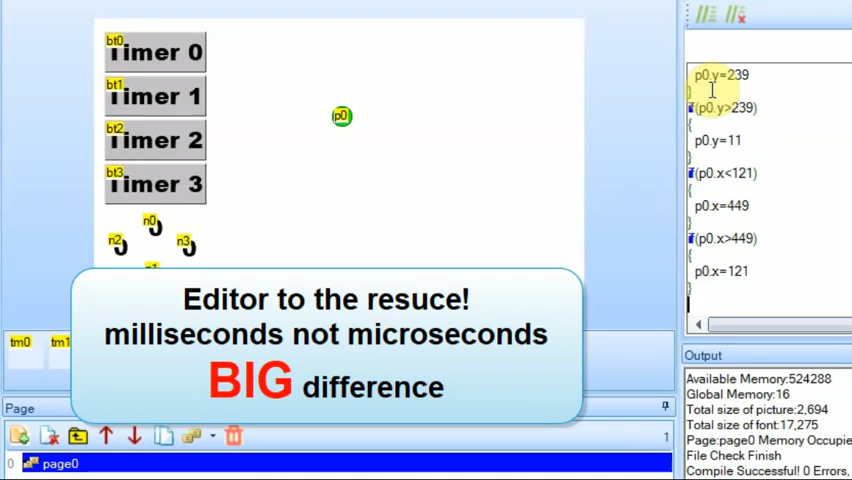 bt0
Timer 0
bt1
Timer 1
bt2
Timer 2
bt3
Timer 3
p0
n0
n2
n3
Editor to the resuce!
milliseconds not microseconds
BIG difference
tm0
tm1
Page
1
0 page0
p0.y=239
}
if(p0.y>239)
{
p0.y=11
}
if(p0.x<121)
{
p0.x=449
}
if(p0.x>449)
{
p0.x=121
}
Output
Available Memory:524288
Global Memory:16
Total size of picture:2,694
Total size of font:17,275
Page:page0 Memory Occupie
File Check Finish
Compile Successful! 0 Errors,